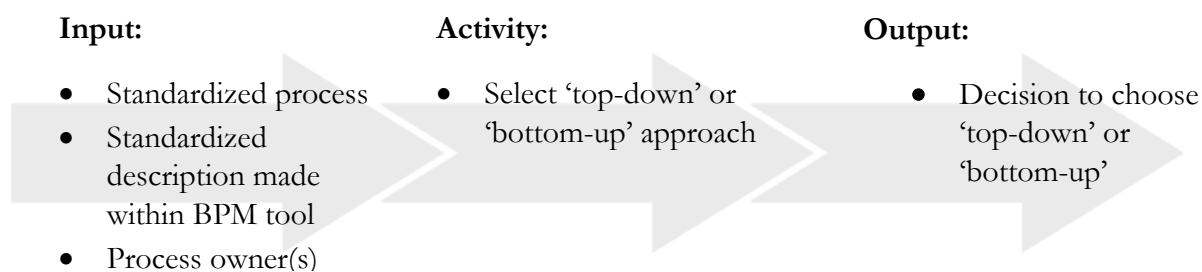 Input:
• Standardized process
• Standardized
description made
within BPM tool
• Process owner(s)
Activity:
• Select ‘top-down’ or
‘bottom-up’ approach
Output:
• Decision to choose
‘top-down’ or
‘bottom-up’